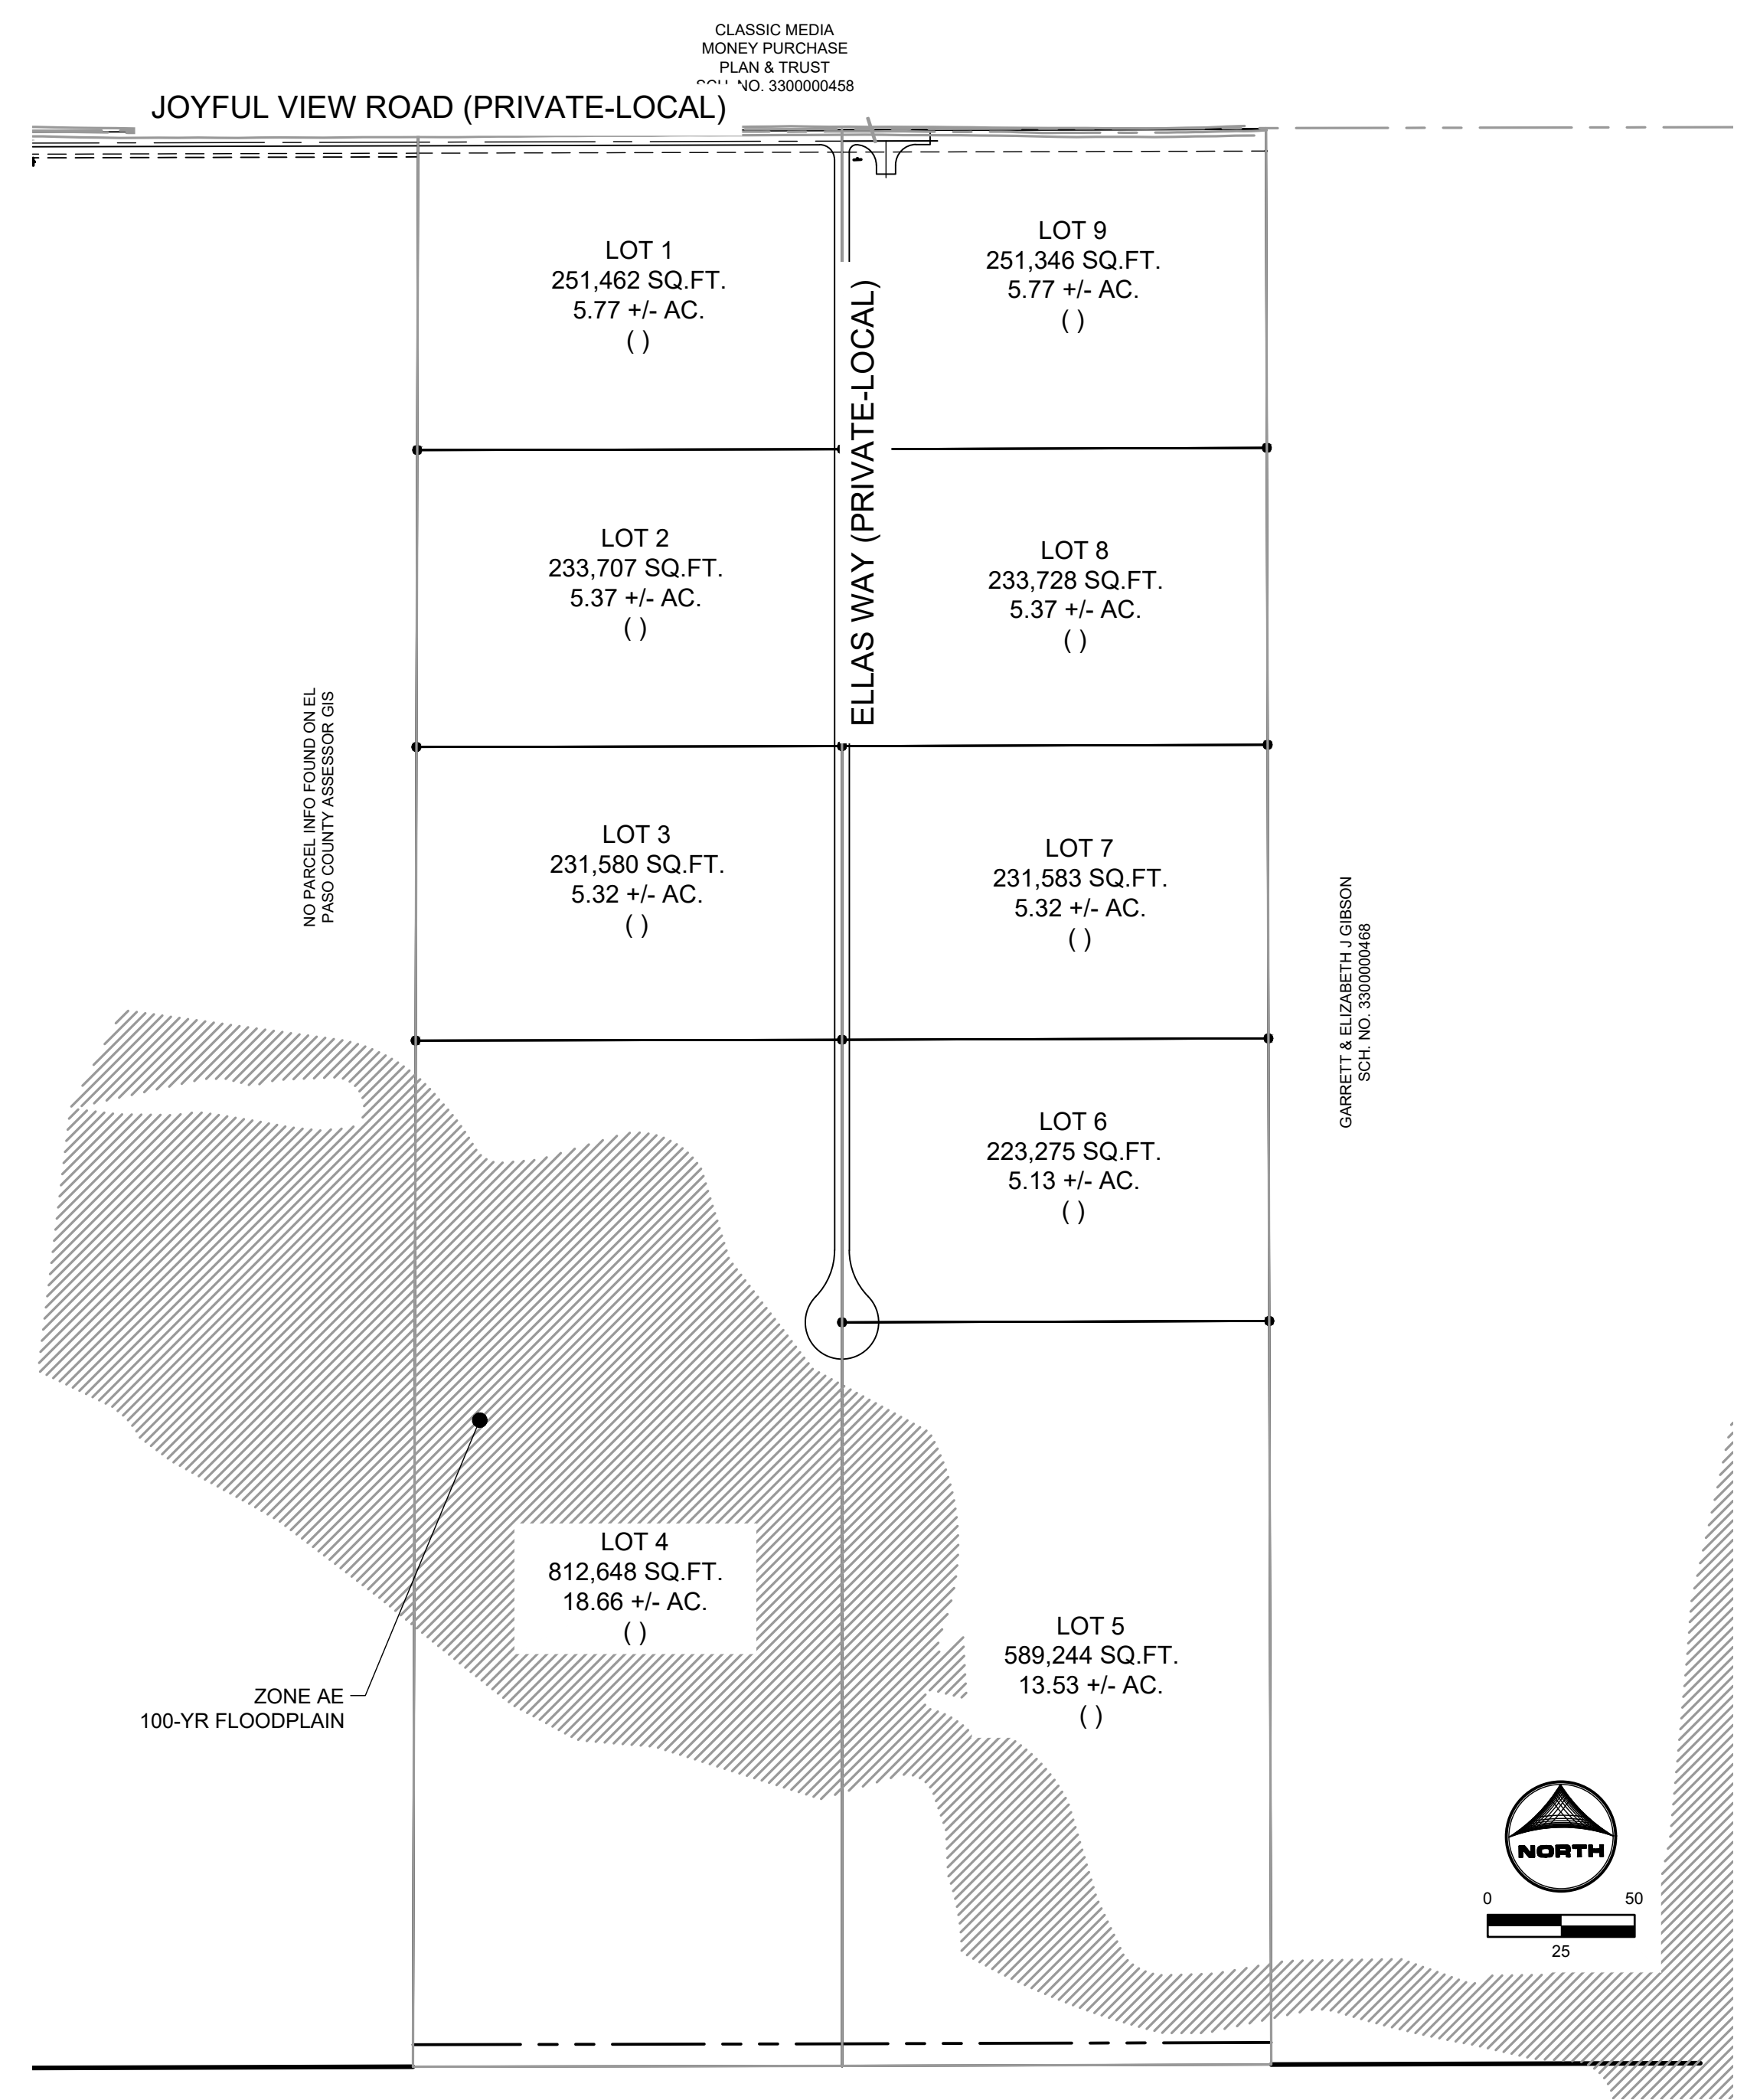 CLASSIC MEDIA
MONEY PURCHASE
PLAN & TRUST
NO. 3300000458
JOYFUL VIEW ROAD (PRIVATE-LOCAL)
LOT 1
251,462 SQ.FT.
5.77 +/- AC.
( )
LOT 9
251,346 SQ.FT.
5.77 +/- AC.
( )
ELLAS WAY (PRIVATE-LOCAL)
LOT 2
233,707 SQ.FT.
5.37 +/- AC.
( )
LOT 8
233,728 SQ.FT.
5.37 +/- AC.
( )
NO PARCEL INFO FOUND ON EL
PASO COUNTY ASSESSOR GIS
LOT 3
231,580 SQ.FT.
5.32 +/- AC.
( )
LOT 7
231,583 SQ.FT.
5.32 +/- AC.
( )
GARRETT & ELIZABETH J GIBSON
SCH. NO. 3300000468
LOT 6
223,275 SQ.FT.
5.13 +/- AC.
( )
LOT 4
812,648 SQ.FT.
18.66 +/- AC.
( )
LOT 5
589,244 SQ.FT.
13.53 +/- AC.
( )
ZONE AE
100-YR FLOODPLAIN
NORTH
0 50
25